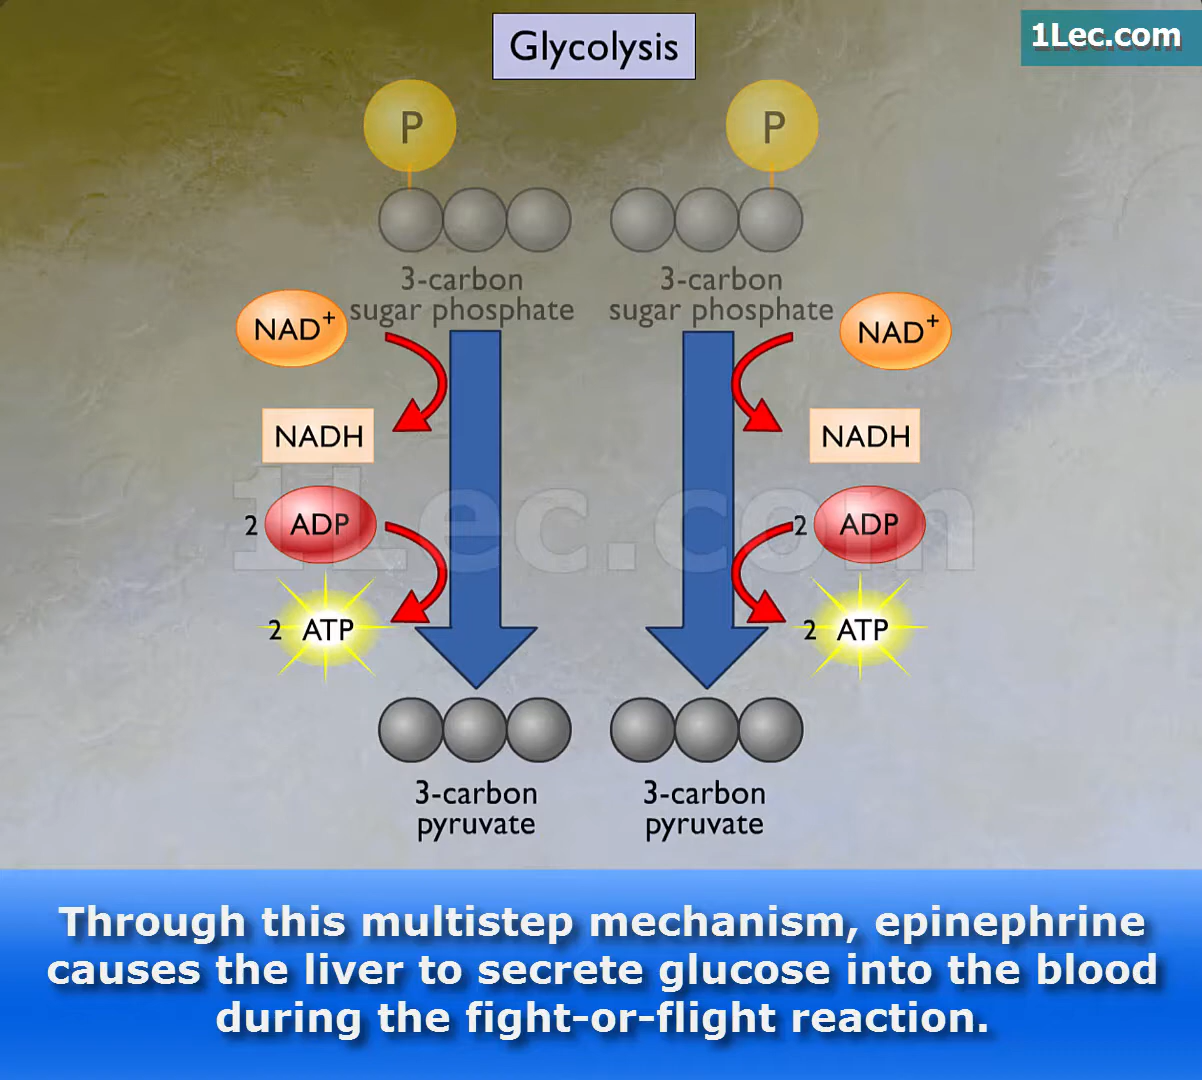 Glycolysis
1Lec.com
P
P
3-carbon
sugar phosphate
3-carbon
sugar phosphate
NAD+
NAD+
NADH
NADH
1Lec.com
2 ADP
2 ADP
2 ATP
2 ATP
3-carbon
pyruvate
3-carbon
pyruvate
Through this multistep mechanism, epinephrine
causes the liver to secrete glucose into the blood
during the fight-or-flight reaction.